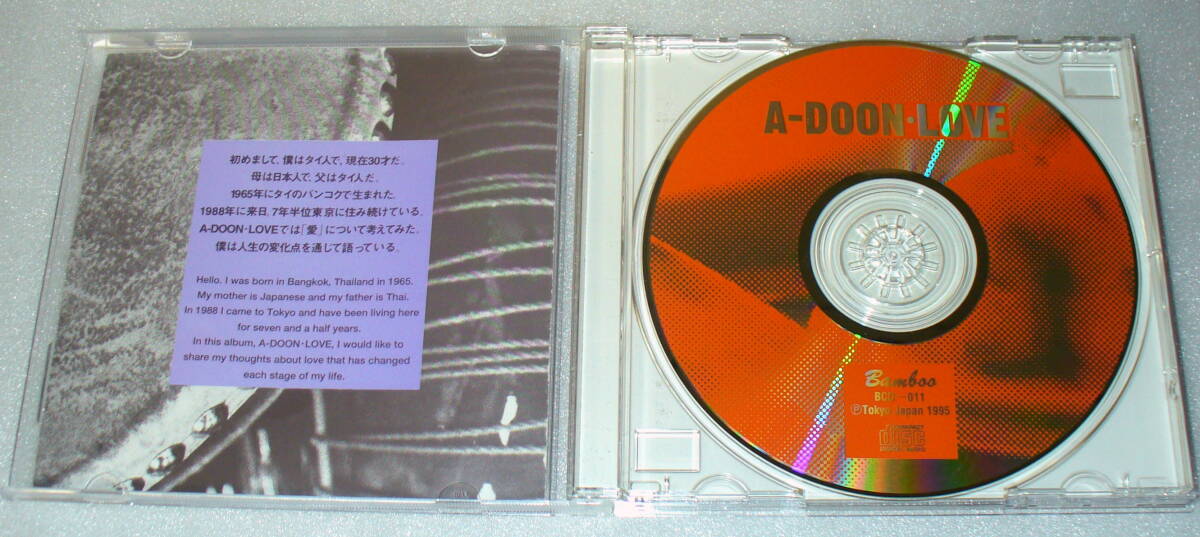 初めまして、僕はタイ人で、現在30才だ。
母は日本人で、父はタイ人だ。
1965年にタイのバンコクで生まれた。
1988年に来日、7年半位東京に住み続けている。
A-DOON·LOVEでは「愛」について考えてみた。
僕は人生の変化点を通じて語っている。
Hello. I was born in Bangkok, Thailand in 1965.
My mother is Japanese and my father is Thai.
In 1988 I came to Tokyo and have been living here
for seven and a half years.
In this album, A-DOON·LOVE, I would like to
share my thoughts about love that has changed
each stage of my life.
A-DOON·LOVE
Bamboo
BCD-011
ⓟTokyo Japan 1995
COMPACT
disc
DIGITAL AUDIO